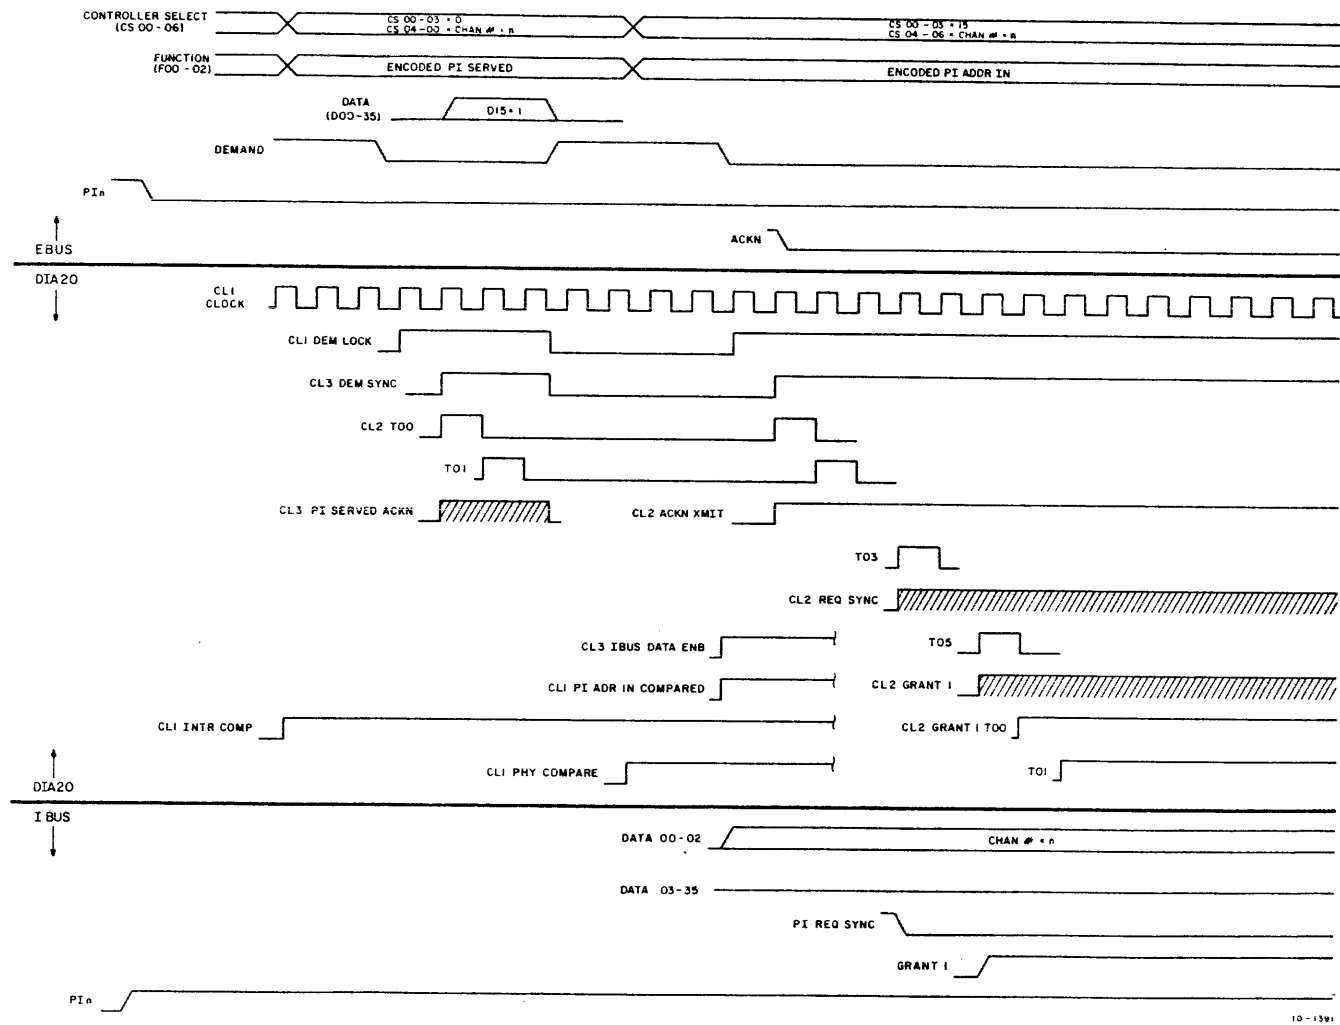 CONTROLLER SELECT
(CS 00 - 06)
CS 00 - 03 = 0
CS 04 - 00 = CHAN # = n
CS 00 - 03 = 15
CS 04 - 06 = CHAN # = n
FUNCTION
(F00 - 02)
ENCODED PI SERVED
ENCODED PI ADDR IN
DATA
(D00-35)
D15 = 1
DEMAND
PIn
ACKN
EBUS
DIA20
CL1
CLOCK
CL1 DEM LOCK
CL3 DEM SYNC
CL2 T00
T01
CL3 PI SERVED ACKN
CL2 ACKN XMIT
T03
CL2 REQ SYNC
CL3 IBUS DATA ENB
T05
CL1 PI ADR IN COMPARED
CL2 GRANT 1
CL1 INTR COMP
CL2 GRANT 1 T00
CL1 PHY COMPARE
T01
DIA20
I BUS
DATA 00-02
CHAN # = n
DATA 03-35
PI REQ SYNC
GRANT 1
PIn
10 - 1391